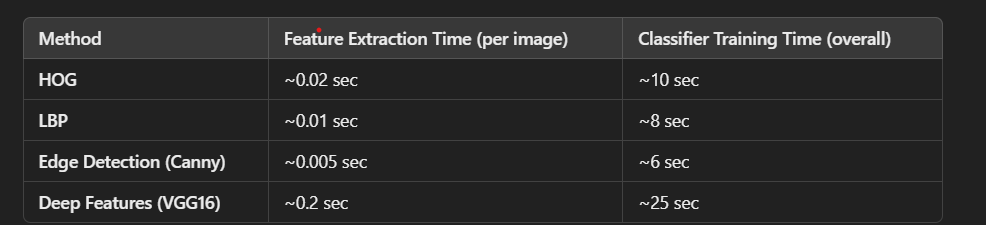 Method Feature Extraction Time (per image) Classifier Training Time (overall)
HOG ~0.02 sec ~10 sec
LBP ~0.01 sec ~8 sec
Edge Detection (Canny) ~0.005 sec ~6 sec
Deep Features (VGG16) ~0.2 sec ~25 sec